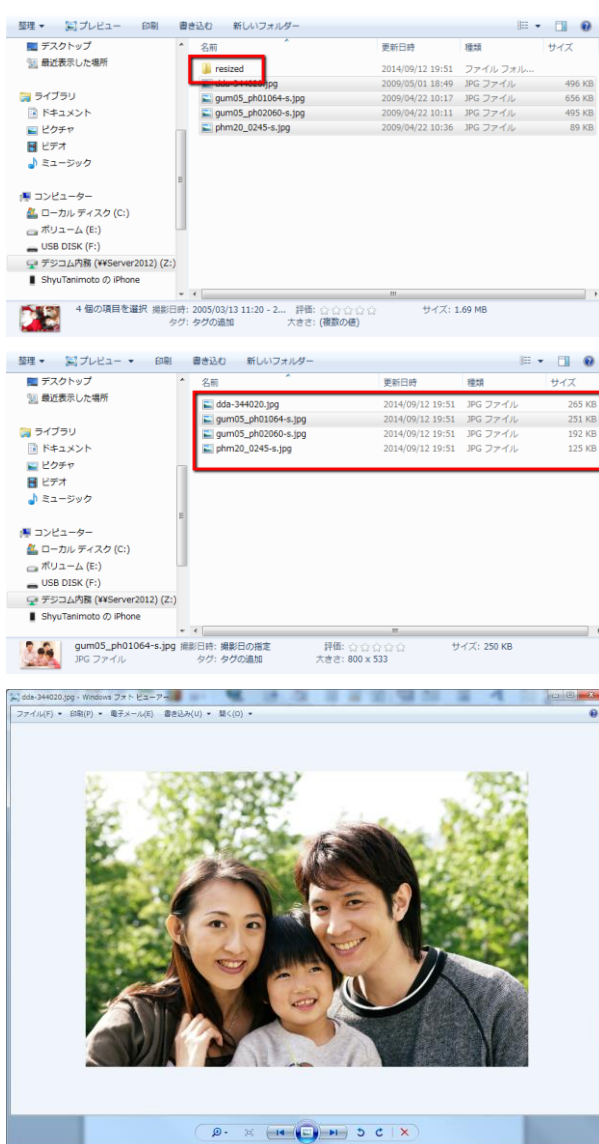 整理 ▼ プレビュー 印刷 書き込む 新しいフォルダー
デスクトップ
最近表示した場所
ライブラリ
ドキュメント
ピクチャ
ビデオ
ミュージック
コンピューター
ローカル ディスク (C:)
ボリューム (E:)
USB DISK (F:)
デジコム内務 (¥¥Server2012) (Z:)
ShyuTanimoto の iPhone
名前 更新日時 種類 サイズ
resized 2014/09/12 19:51 ファイル フォル...
dda-344020.jpg 2009/05/01 18:49 JPG ファイル 496 KB
gum05_ph01064-s.jpg 2009/04/22 10:17 JPG ファイル 656 KB
gum05_ph02060-s.jpg 2009/04/22 10:11 JPG ファイル 495 KB
phm20_0245-s.jpg 2009/04/22 10:36 JPG ファイル 89 KB
4 個の項目を選択 撮影日時: 2005/03/13 11:20 - 2... 評価: ☆☆☆☆☆ サイズ: 1.69 MB
タグ: タグの追加 大きさ: (複数の値)
整理 ▼ プレビュー ▼ 印刷 書き込む 新しいフォルダー
デスクトップ
最近表示した場所
ライブラリ
ドキュメント
ピクチャ
ビデオ
ミュージック
コンピューター
ローカル ディスク (C:)
ボリューム (E:)
USB DISK (F:)
デジコム内務 (¥¥Server2012) (Z:)
ShyuTanimoto の iPhone
名前 更新日時 種類 サイズ
dda-344020.jpg 2014/09/12 19:51 JPG ファイル 265 KB
gum05_ph01064-s.jpg 2014/09/12 19:51 JPG ファイル 251 KB
gum05_ph02060-s.jpg 2014/09/12 19:51 JPG ファイル 192 KB
phm20_0245-s.jpg 2014/09/12 19:51 JPG ファイル 125 KB
gum05_ph01064-s.jpg 撮影日時: 撮影日の指定 評価: ☆☆☆☆☆ サイズ: 250 KB
JPG ファイル タグ: タグの追加 大きさ: 800 x 533
dda-344020.jpg - Windows フォト ビューアー
ファイル(F) ▼ 印刷(P) ▼ 電子メール(E) 書き込み(U) ▼ 開く(O) ▼